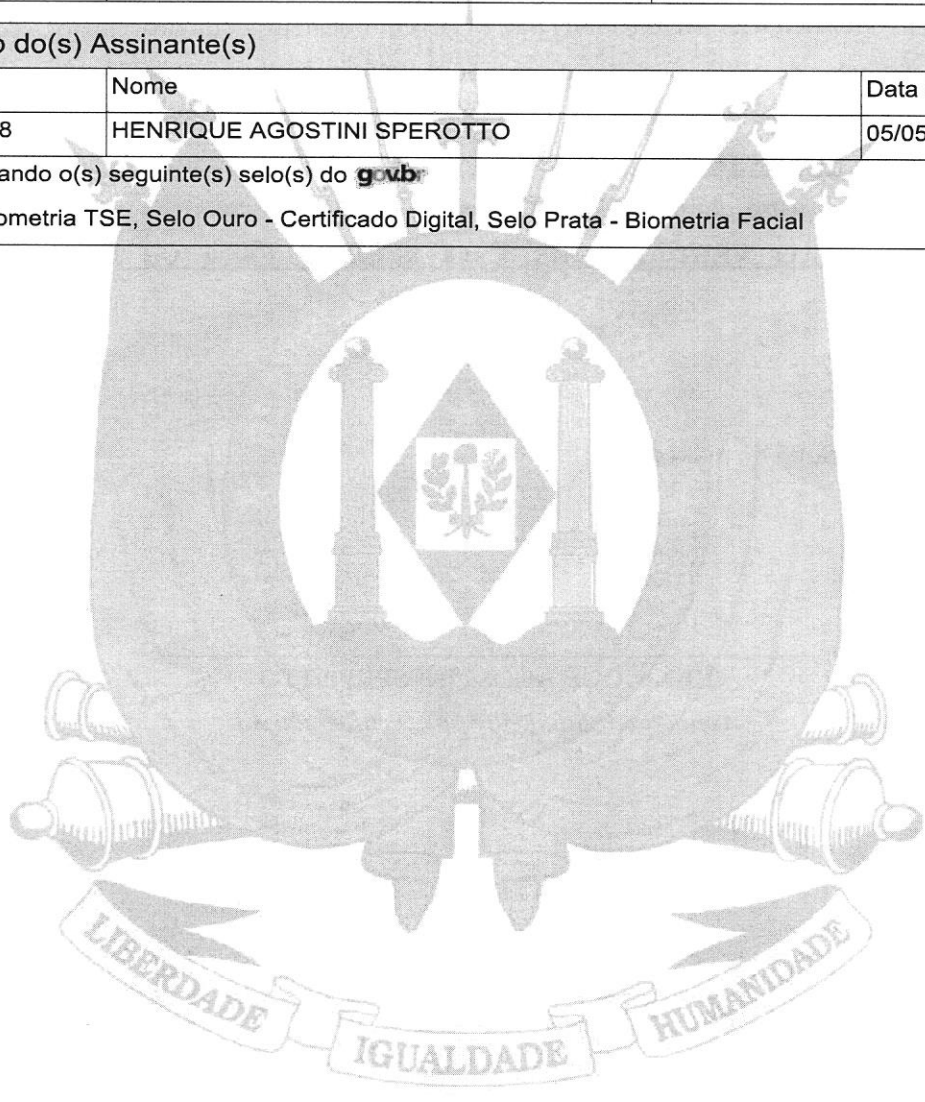 o do(s) Assinante(s)
Nome Data
8 HENRIQUE AGOSTINI SPEROTTO 05/05
ando o(s) seguinte(s) selo(s) do gov.br
ometria TSE, Selo Ouro - Certificado Digital, Selo Prata - Biometria Facial
LIBERDADE
IGUALDADE
HUMANIDADE